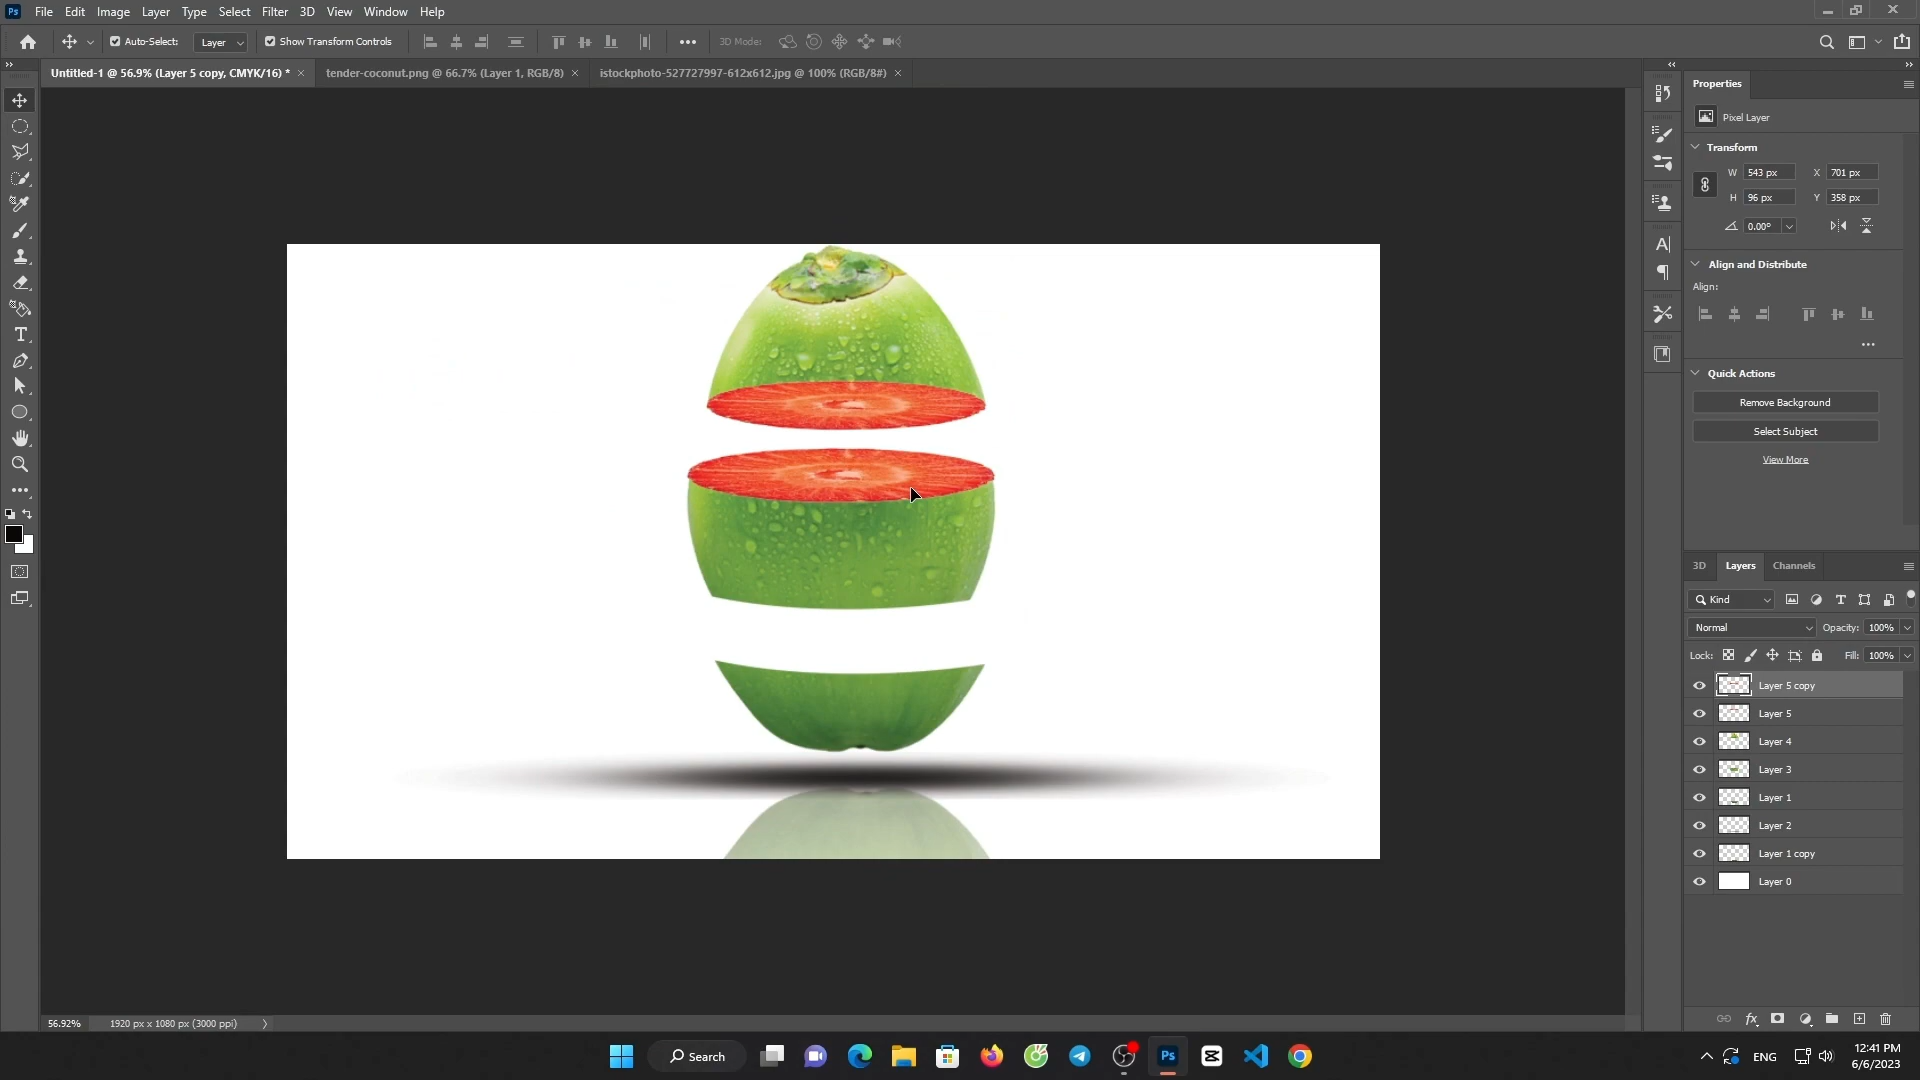 Ps File Edit Image Layer Type Select Filter 3D View Window Help
Auto-Select: Layer Show Transform Controls 3D Mode:
Untitled-1 @ 56.9% (Layer 5 copy, CMYK/16) * tender-coconut.png @ 66.7% (Layer 1, RGB/8) istockphoto-527727997-612x612.jpg @ 100% (RGB/8#)
Properties
Pixel Layer
Transform
W 543 px X 701 px
H 96 px Y 358 px
0.00°
Align and Distribute
Align:
Quick Actions
Remove Background
Select Subject
View More
3D Layers Channels
Kind
Normal Opacity: 100%
Lock: Fill: 100%
Layer 5 copy
Layer 5
Layer 4
Layer 3
Layer 1
Layer 2
Layer 1 copy
Layer 0
56.92% 1920 px x 1080 px (3000 ppi)
Search
Ps
ENG
12:41 PM
6/6/2023